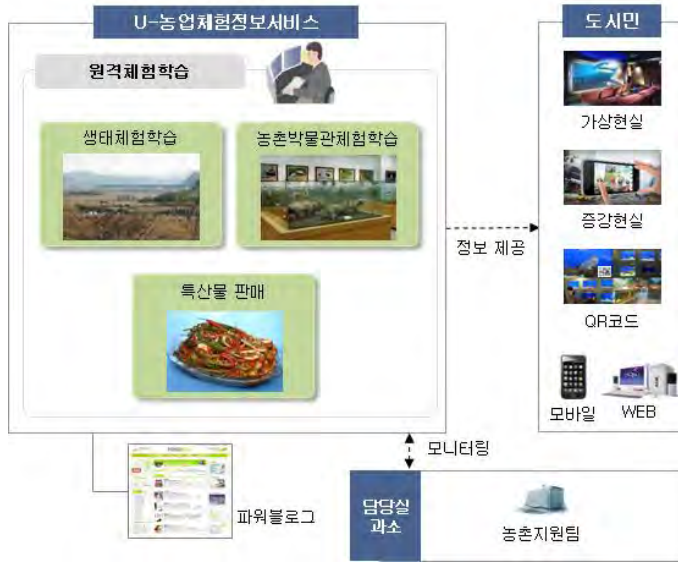 U-농업체험정보서비스
원격체험학습
생태체험학습
농촌박물관체험학습
특산물 판매
정보 제공
도시민
가상현실
증강현실
QR코드
모바일
WEB
모니터링
파워블로그
담당실
과소
농촌지원팀